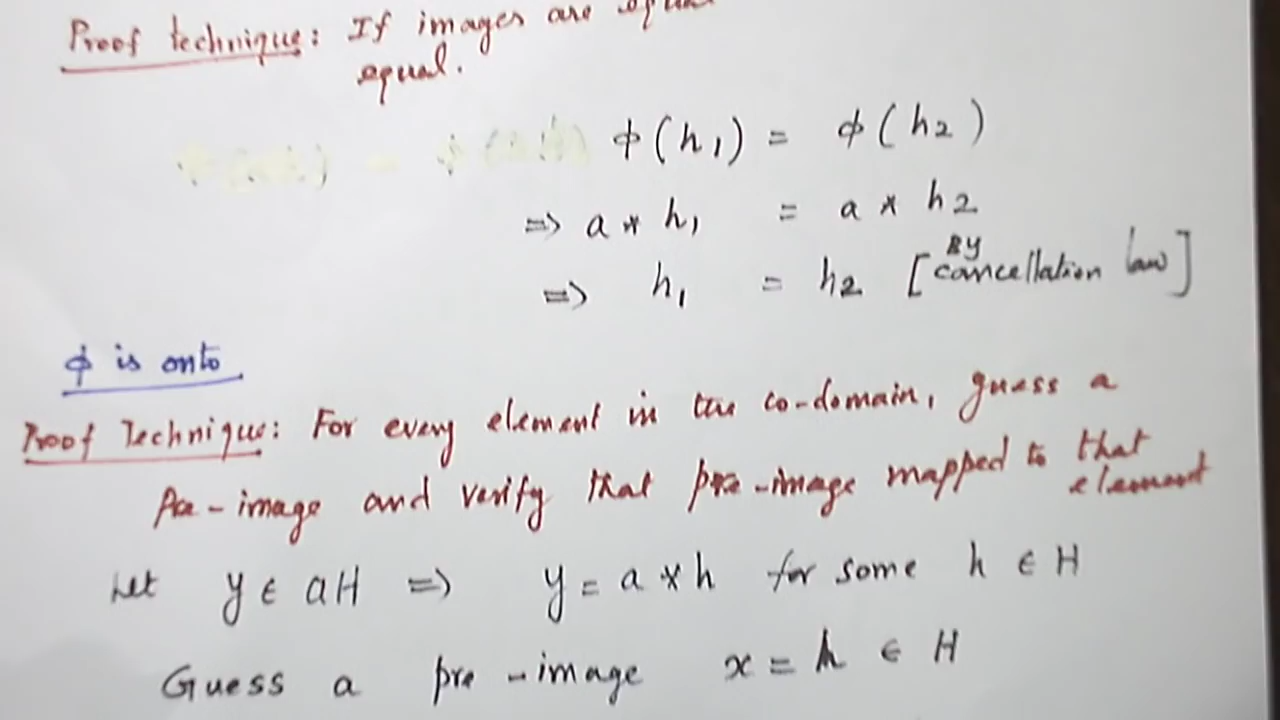 Proof technique: If images are
equal.
ϕ(h₁) = ϕ(h₂)
=> a * h₁ = a * h₂
=> h₁ = h₂ [By cancellation law]
ϕ is onto
Proof Technique: For every element in the co-domain, guess a
Pre-image and verify that pre-image mapped to that
element
Let y ∈ aH => y = a * h for some h ∈ H
Guess a pre-image x = h ∈ H